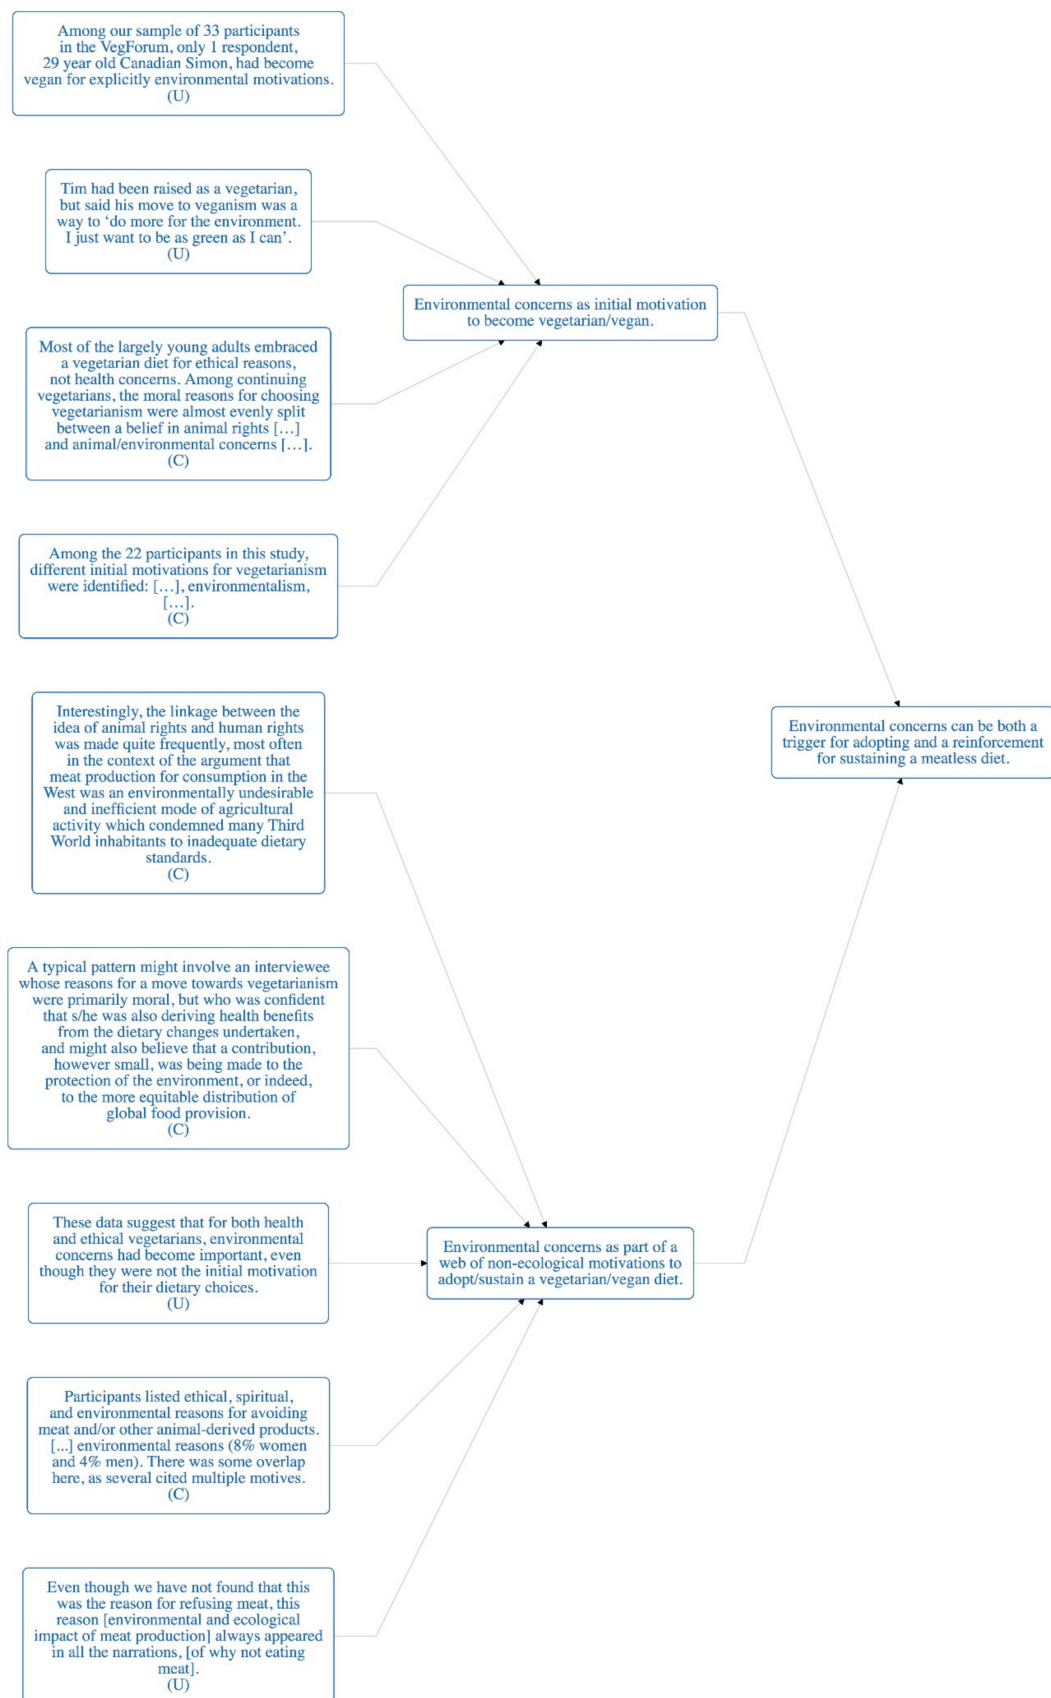 Among our sample of 33 participants
in the VegForum, only 1 respondent,
29 year old Canadian Simon, had become
vegan for explicitly environmental motivations.
(U)
Tim had been raised as a vegetarian,
but said his move to veganism was a
way to ‘do more for the environment.
I just want to be as green as I can’.
(U)
Environmental concerns as initial motivation
to become vegetarian/vegan.
Most of the largely young adults embraced
a vegetarian diet for ethical reasons,
not health concerns. Among continuing
vegetarians, the moral reasons for choosing
vegetarianism were almost evenly split
between a belief in animal rights […]
and animal/environmental concerns […].
(C)
Among the 22 participants in this study,
different initial motivations for vegetarianism
were identified: […], environmentalism,
[…].
(C)
Interestingly, the linkage between the
idea of animal rights and human rights
was made quite frequently, most often
in the context of the argument that
meat production for consumption in the
West was an environmentally undesirable
and inefficient mode of agricultural
activity which condemned many Third
World inhabitants to inadequate dietary
standards.
(C)
Environmental concerns can be both a
trigger for adopting and a reinforcement
for sustaining a meatless diet.
A typical pattern might involve an interviewee
whose reasons for a move towards vegetarianism
were primarily moral, but who was confident
that s/he was also deriving health benefits
from the dietary changes undertaken,
and might also believe that a contribution,
however small, was being made to the
protection of the environment, or indeed,
to the more equitable distribution of
global food provision.
(C)
These data suggest that for both health
and ethical vegetarians, environmental
concerns had become important, even
though they were not the initial motivation
for their dietary choices.
(U)
Environmental concerns as part of a
web of non-ecological motivations to
adopt/sustain a vegetarian/vegan diet.
Participants listed ethical, spiritual,
and environmental reasons for avoiding
meat and/or other animal-derived products.
[...] environmental reasons (8% women
and 4% men). There was some overlap
here, as several cited multiple motives.
(C)
Even though we have not found that this
was the reason for refusing meat, this
reason [environmental and ecological
impact of meat production] always appeared
in all the narrations, [of why not eating
meat].
(U)